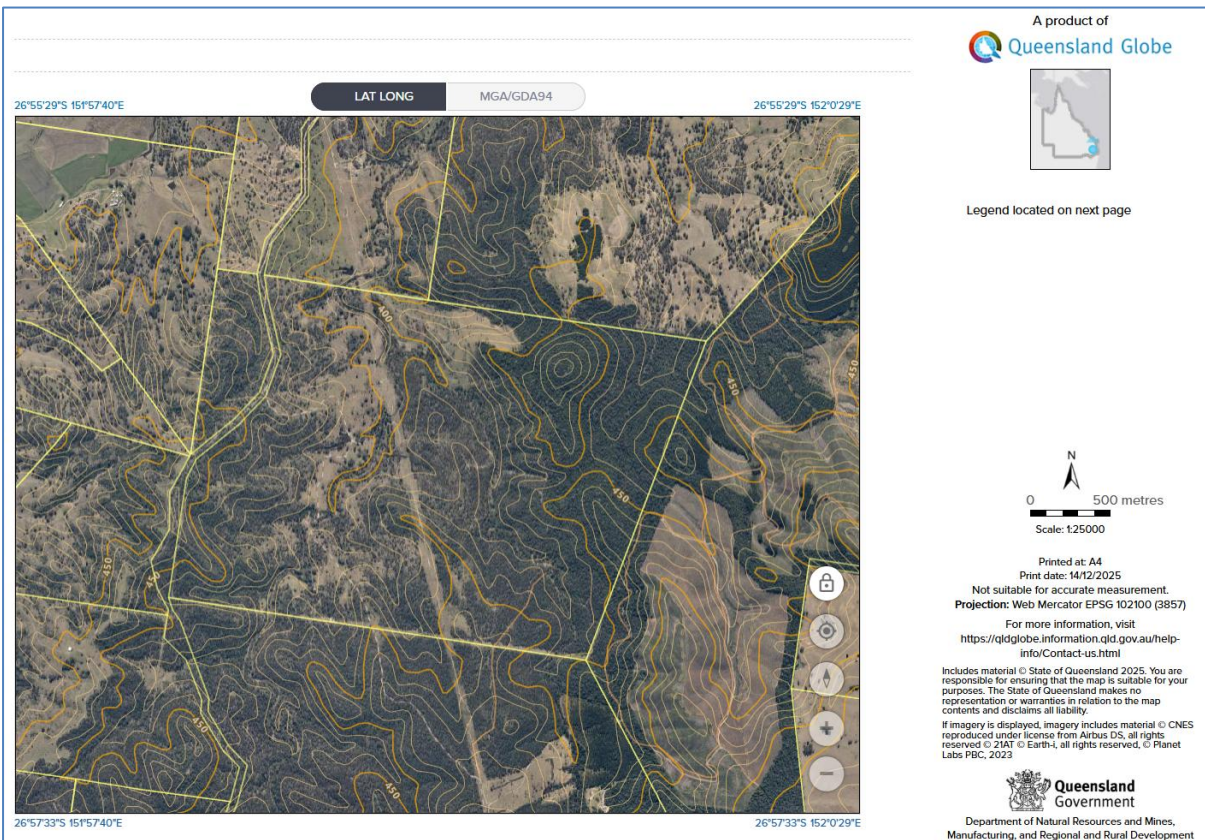 LAT LONG
MGA/GDA94
26°55'29"S 151°57'40"E
26°55'29"S 152°0'29"E
400
450
450
450
450
450
450
450
26°57'33"S 151°57'40"E
26°57'33"S 152°0'29"E
A product of
Queensland Globe
Legend located on next page
N
0 500 metres
Scale: 1:25000
Printed at: A4
Print date: 14/12/2025
Not suitable for accurate measurement.
Projection: Web Mercator EPSG 102100 (3857)
For more information, visit
https://qldglobe.information.qld.gov.au/help-
info/Contact-us.html
Includes material © State of Queensland 2025. You are
responsible for ensuring that the map is suitable for your
purposes. The State of Queensland makes no
representation or warranties in relation to the map
contents and disclaims all liability.
If imagery is displayed, imagery includes material © CNES
reproduced under license from Airbus DS, all rights
reserved © 21AT © Earth-i, all rights reserved, © Planet
Labs PBC, 2023
Queensland
Government
Department of Natural Resources and Mines,
Manufacturing, and Regional and Rural Development